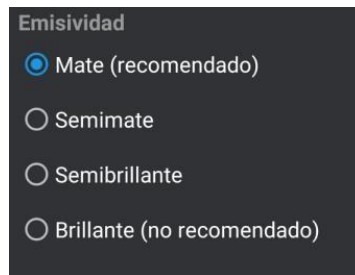 Emisividad
Mate (recomendado)
Semimate
Semibrillante
Brillante (no recomendado)